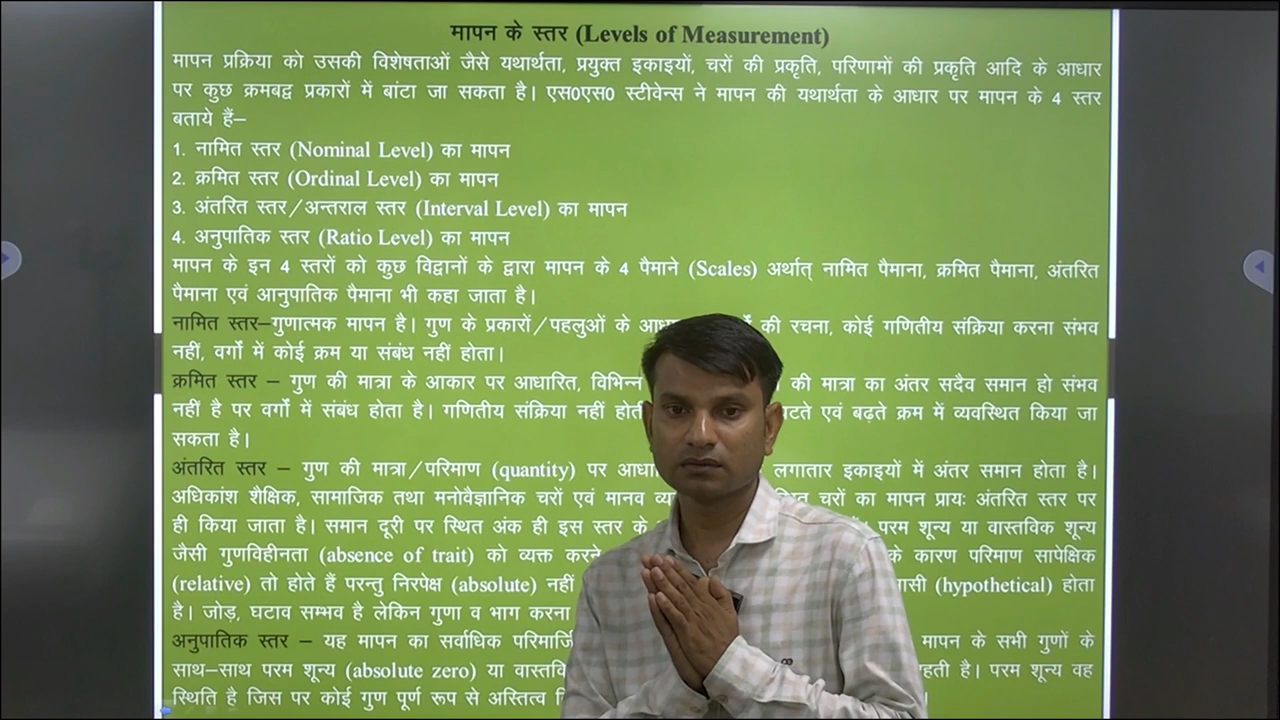 मापन के स्तर (Levels of Measurement)
मापन प्रक्रिया को उसकी विशेषताओं जैसे यथार्थता, प्रयुक्त इकाइयों, चरों की प्रकृति, परिणामों की प्रकृति आदि के आधार
पर कुछ क्रमबद्व प्रकारों में बांटा जा सकता है। एस0एस0 स्टीवेन्स ने मापन की यथार्थता के आधार पर मापन के 4 स्तर
बताये हैं–
1. नामित स्तर (Nominal Level) का मापन
2. क्रमित स्तर (Ordinal Level) का मापन
3. अंतरित स्तर/अन्तराल स्तर (Interval Level) का मापन
4. अनुपातिक स्तर (Ratio Level) का मापन
मापन के इन 4 स्तरों को कुछ विद्वानों के द्वारा मापन के 4 पैमाने (Scales) अर्थात् नामित पैमाना, क्रमित पैमाना, अंतरित
पैमाना एवं आनुपातिक पैमाना भी कहा जाता है।
नामित स्तर–गुणात्मक मापन है। गुण के प्रकारों/पहलुओं के की रचना, कोई गणितीय संक्रिया करना संभव
नहीं, वर्गों में कोई क्रम या संबंध नहीं होता।
क्रमित स्तर – गुण की मात्रा के आकार पर आधारित, विभिन्न की मात्रा का अंतर सदैव समान हो संभव
नहीं है पर वर्गों में संबंध होता है। गणितीय संक्रिया नहीं एवं बढ़ते क्रम में व्यवस्थित किया जा
सकता है।
अंतरित स्तर – गुण की मात्रा/परिमाण (quantity) पर लगातार इकाइयों में अंतर समान होता है।
अधिकांश शैक्षिक, सामाजिक तथा मनोवैज्ञानिक चरों एवं मानव चरों का मापन प्रायः अंतरित स्तर पर
ही किया जाता है। समान दूरी पर स्थित अंक ही इस स्तर के परम शून्य या वास्तविक शून्य
जैसी गुणविहीनता (absence of trait) को व्यक्त के कारण परिमाण सापेक्षिक
(relative) तो होते हैं परन्तु निरपेक्ष (absolute) नहीं (hypothetical) होता
है। जोड़, घटाव सम्भव है लेकिन गुणा व भाग करना
अनुपातिक स्तर – यह मापन का सर्वाधिक मापन के सभी गुणों के
साथ–साथ परम शून्य (absolute zero) या है। परम शून्य वह
स्थिति है जिस पर कोई गुण पूर्ण रूप से अस्तित्व